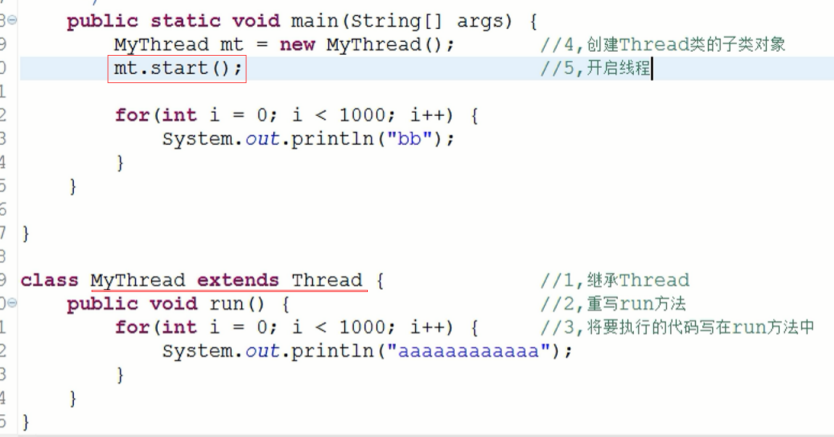 public static void main(String[] args) {
MyThread mt = new MyThread(); //4,创建Thread类的子类对象
mt.start(); //5,开启线程
for(int i = 0; i < 1000; i++) {
System.out.println("bb");
}
}
}
class MyThread extends Thread { //1,继承Thread
public void run() { //2,重写run方法
for(int i = 0; i < 1000; i++) { //3,将要执行的代码写在run方法中
System.out.println("aaaaaaaaaaaa");
}
}
}